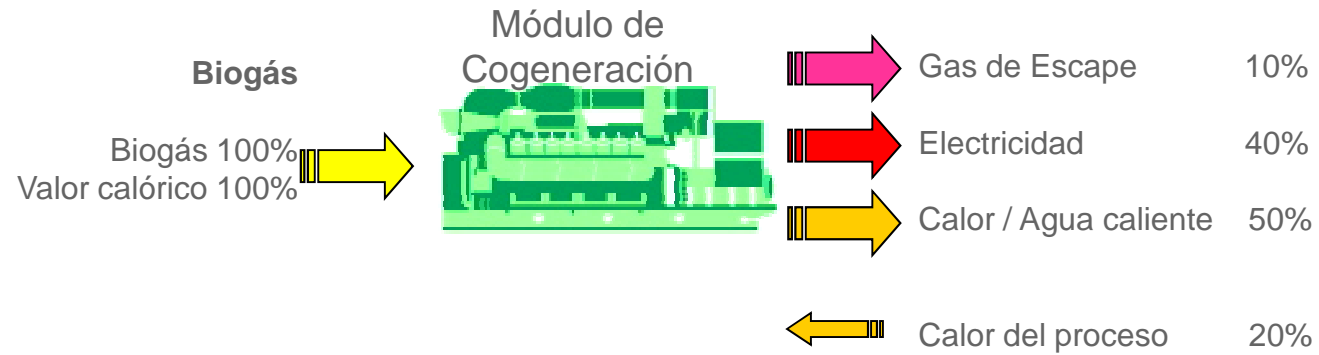 Biogás
Biogás 100%
Valor calórico 100%
Módulo de
Cogeneración
Gas de Escape 10%
Electricidad 40%
Calor / Agua caliente 50%
Calor del proceso 20%